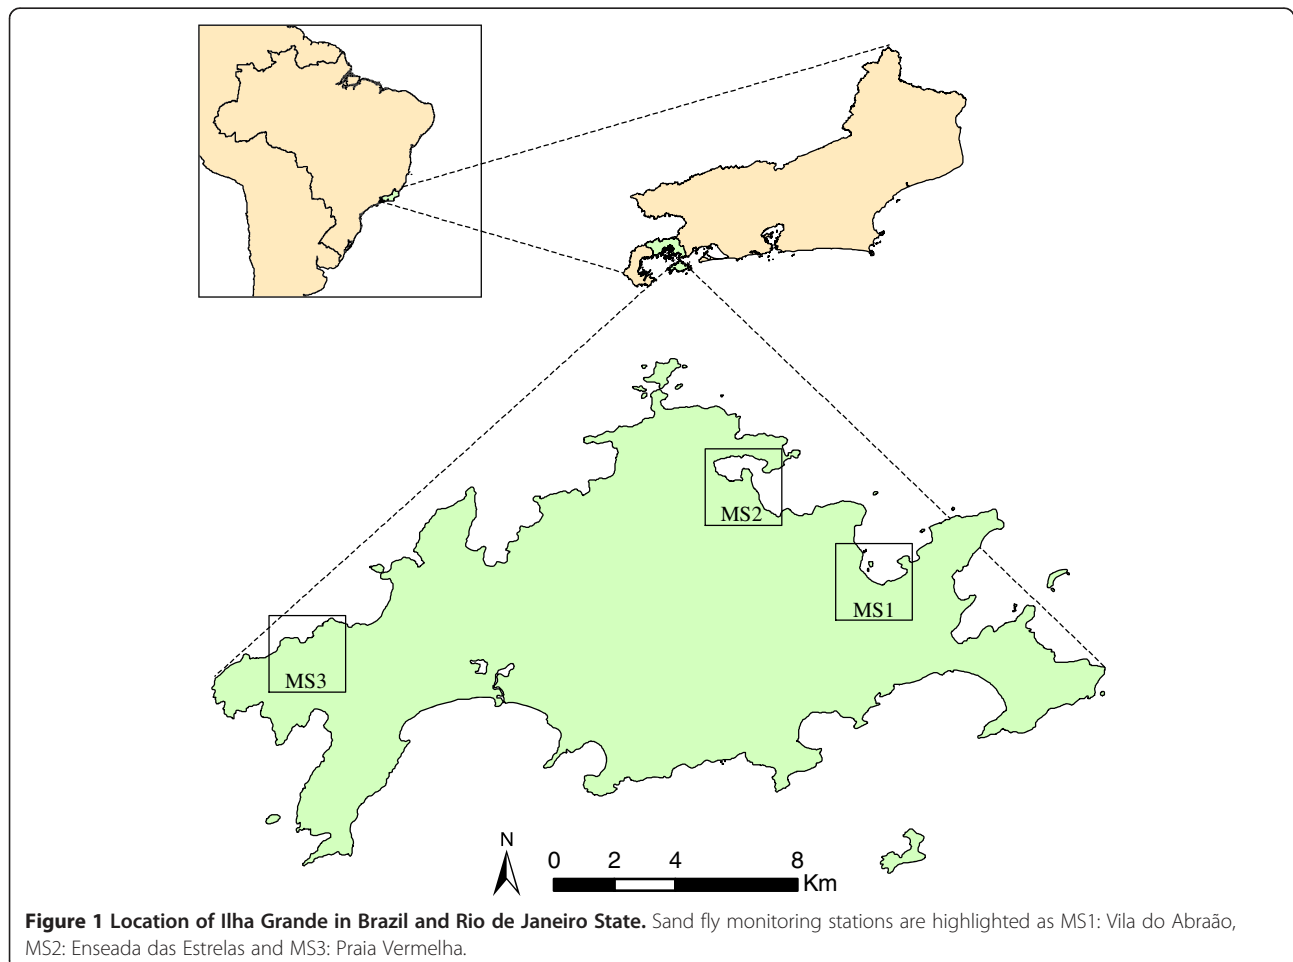 MS2
MS1
MS3
N
0 2 4 8
Km
Figure 1 Location of Ilha Grande in Brazil and Rio de Janeiro State. Sand fly monitoring stations are highlighted as MS1: Vila do Abraão,
MS2: Enseada das Estrelas and MS3: Praia Vermelha.